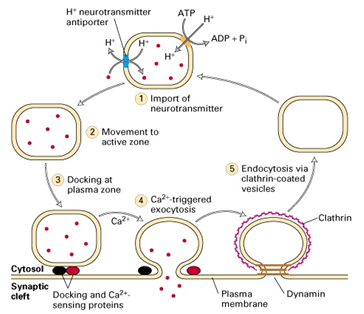 H⁺ neurotransmitter
antiporter
ATP
H⁺
ADP + Pᵢ
H⁺
H⁺
H⁺
1 Import of
neurotransmitter
2 Movement to
active zone
3 Docking at
plasma zone
4 Ca²⁺-triggered
exocytosis
5 Endocytosis via
clathrin-coated
vesicles
Ca²⁺
Clathrin
Cytosol
Synaptic
cleft
Docking and Ca²⁺-
sensing proteins
Plasma
membrane
Dynamin